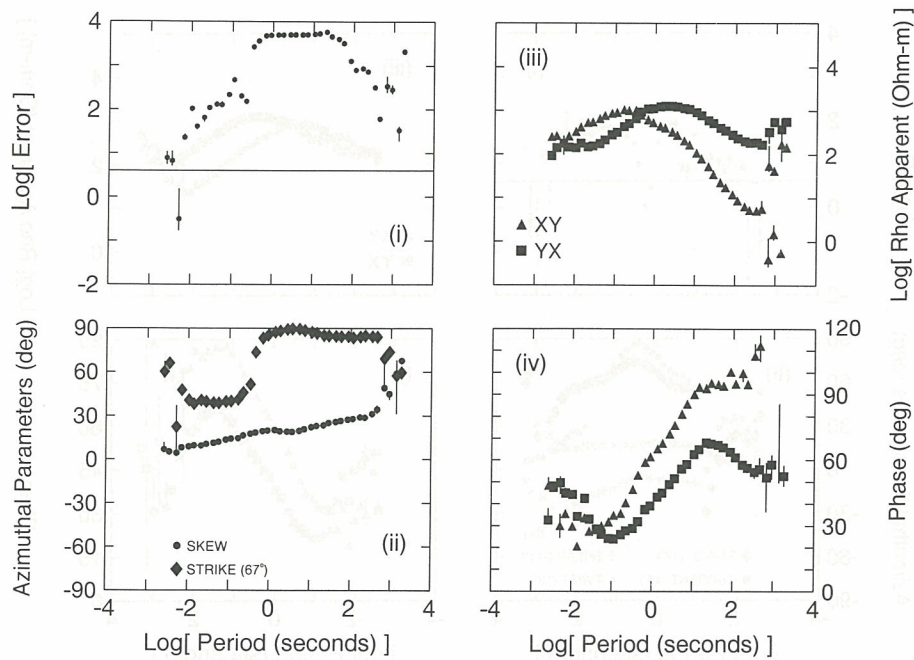 4
2
0
-2
Log[ Error ]
(i)
(iii)
XY
YX
4
2
0
Log[ Rho Apparent (Ohm-m) ]
90
60
30
0
-30
-60
-90
Azimuthal Parameters (deg)
SKEW
STRIKE (67°)
(ii)
-4
-2
0
2
4
Log[ Period (seconds) ]
(iv)
120
90
60
30
0
Phase (deg)
-4
-2
0
2
4
Log[ Period (seconds) ]